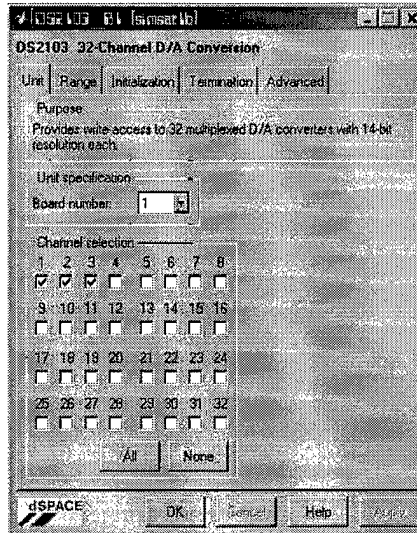 DS2103 B1 [simsatlib]
DS2103 32-Channel D/A Conversion
Unit Range Initialization Termination Advanced
Purpose
Provides write access to 32 multiplexed D/A converters with 14-bit
resolution each.
Unit specification
Board number: 1
Channel selection
1 2 3 4 5 6 7 8
9 10 11 12 13 14 15 16
17 18 19 20 21 22 23 24
25 26 27 28 29 30 31 32
All None
dSPACE OK Cancel Help Apply